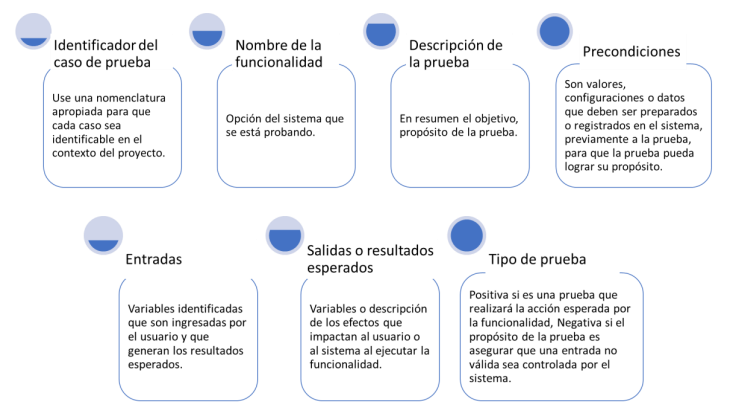 Identificador del
caso de prueba
Use una nomenclatura
apropiada para que
cada caso sea
identificable en el
contexto del proyecto.
Nombre de la
funcionalidad
Opción del sistema que
se está probando.
Descripción de
la prueba
En resumen el objetivo,
propósito de la prueba.
Precondiciones
Son valores,
configuraciones o datos
que deben ser preparados
o registrados en el sistema,
previamente a la prueba,
para que la prueba pueda
lograr su propósito.
Entradas
Variables identificadas
que son ingresadas por
el usuario y que
generan los resultados
esperados.
Salidas o resultados
esperados
Variables o descripción
de los efectos que
impactan al usuario o
al sistema al ejecutar la
funcionalidad.
Tipo de prueba
Positiva si es una prueba que
realizará la acción esperada por
la funcionalidad, Negativa si el
propósito de la prueba es
asegurar que una entrada no
válida sea controlada por el
sistema.